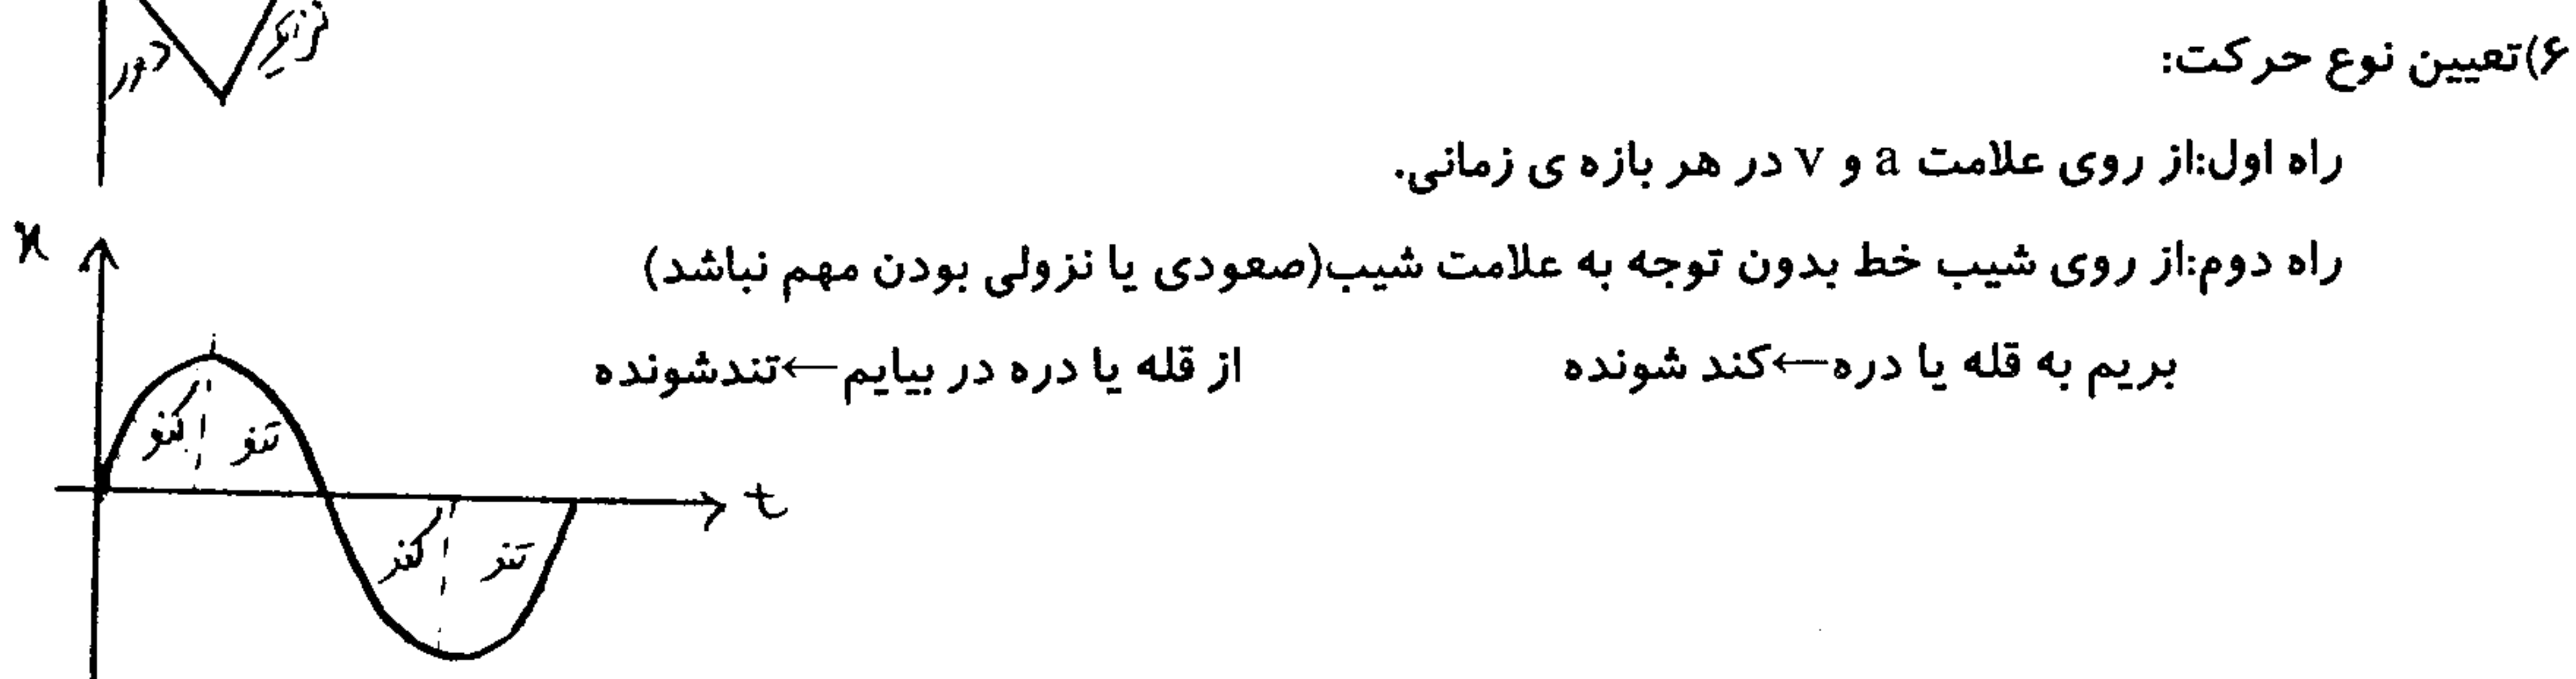 ۶)تعیین نوع حرکت:
راه اول:از روی علامت a و v در هر بازه ی زمانی.
راه دوم:از روی شیب خط بدون توجه به علامت شیب(صعودی یا نزولی بودن مهم نباشد)
بریم به قله یا دره←کند شونده
از قله یا دره در بیایم←تندشونده
دور
x
کند
تند
t
کند
تند